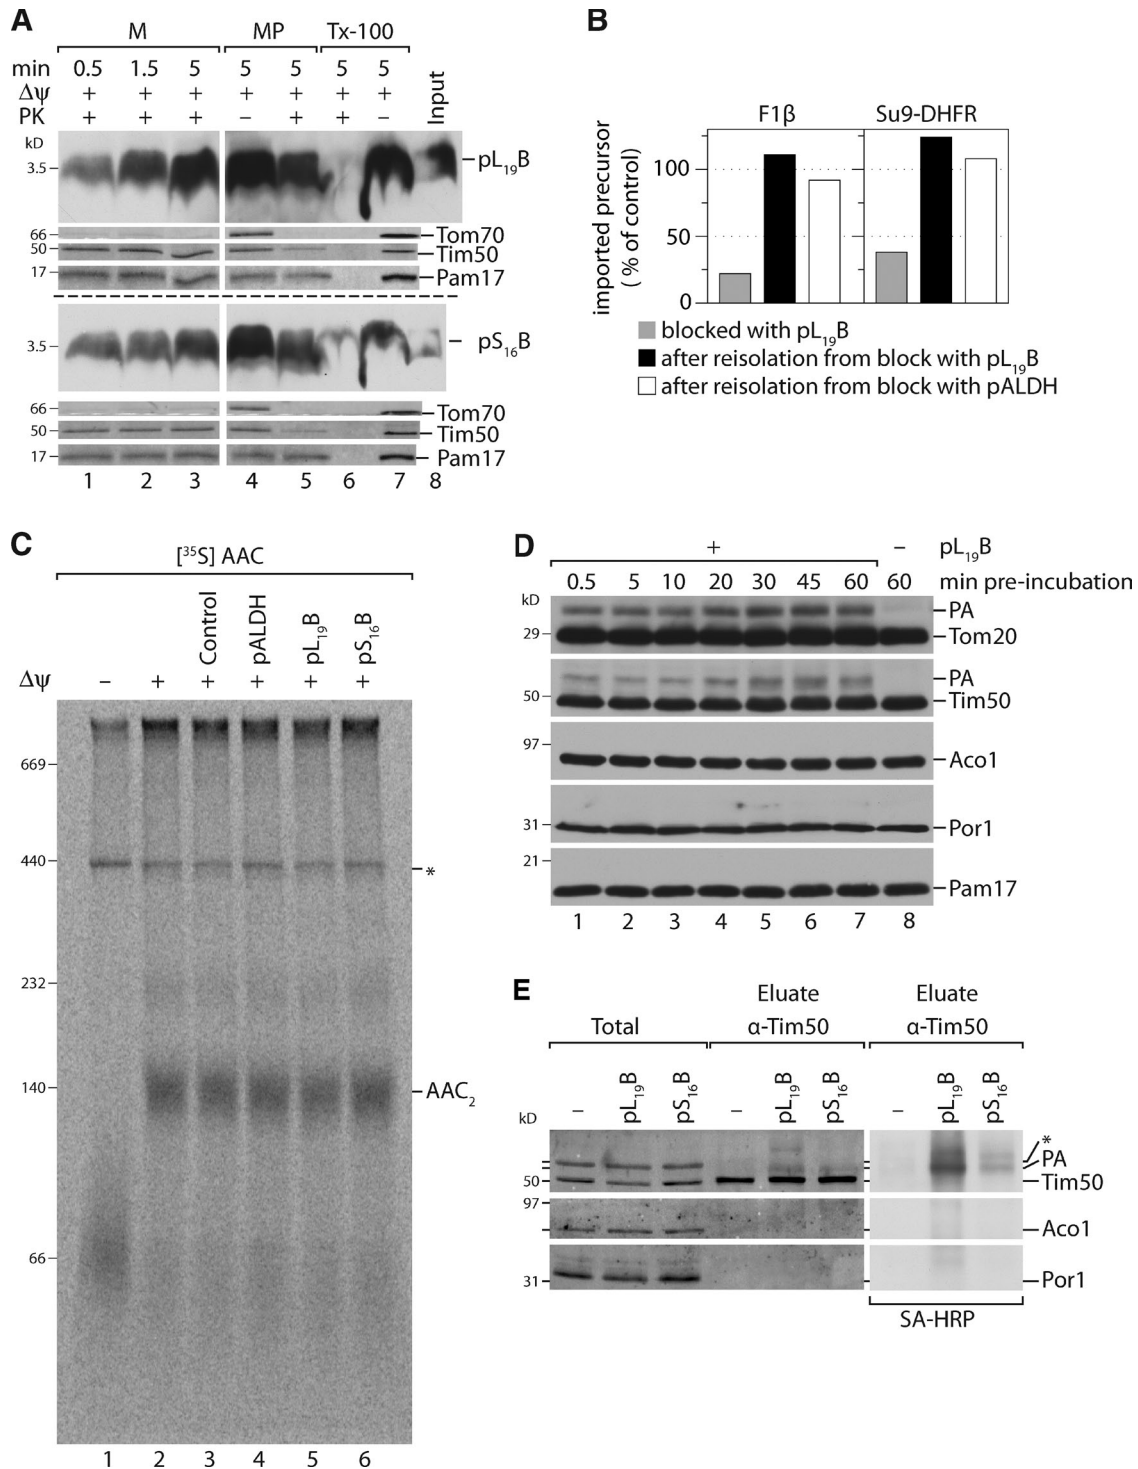 A
M MP Tx-100
min 0.5 1.5 5 5 5 5 5 Input
Δψ + + + + + + +
PK + + + – + + –
kD
3.5 pL19B
66 Tom70
50 Tim50
17 Pam17
3.5 pS16B
66 Tom70
50 Tim50
17 Pam17
1 2 3 4 5 6 7 8
B
F1β Su9-DHFR
imported precursor
( % of control)
100
50
0
blocked with pL19B
after reisolation from block with pL19B
after reisolation from block with pALDH
C
[35S] AAC
Control pALDH pL19B pS16B
Δψ – + + + + +
669
440 *
232
140 AAC2
66
1 2 3 4 5 6
D
+ – pL19B
0.5 5 10 20 30 45 60 60 min pre-incubation
kD
PA
29 Tom20
PA
50 Tim50
97 Aco1
31 Por1
21
Pam17
1 2 3 4 5 6 7 8
E
Eluate Eluate
Total α-Tim50 α-Tim50
– pL19B pS16B – pL19B pS16B – pL19B pS16B
kD
*
PA
50 Tim50
97
Aco1
31 Por1
SA-HRP